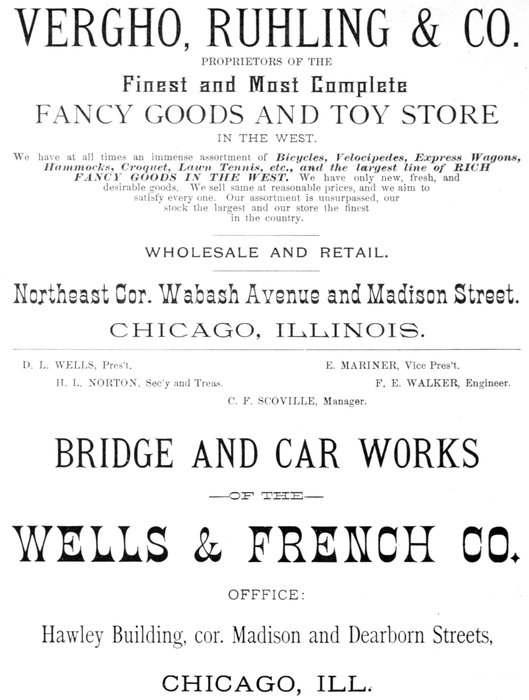 VERGHO, RUHLING & CO.
PROPRIETORS OF THE
Finest and Most Complete
FANCY GOODS AND TOY STORE
IN THE WEST.
We have at all times an immense assortment of Bicycles, Velocipedes, Express Wagons,
Hammocks, Croquet, Lawn Tennis, etc., and the largest line of RICH
FANCY GOODS IN THE WEST. We have only new, fresh, and
desirable goods. We sell same at reasonable prices, and we aim to
satisfy every one. Our assortment is unsurpassed, our
stock the largest and our store the finest
in the country.
WHOLESALE AND RETAIL.
Northeast Cor. Wabash Avenue and Madison Street.
CHICAGO, ILLINOIS.
D. L. WELLS, Pres't. E. MARINER, Vice Pres't.
H. L. NORTON, Sec'y and Treas. F. E. WALKER, Engineer.
C. F. SCOVILLE, Manager.
BRIDGE AND CAR WORKS
—OF THE—
WELLS & FRENCH CO.
OFFFICE:
Hawley Building, cor. Madison and Dearborn Streets,
CHICAGO, ILL.